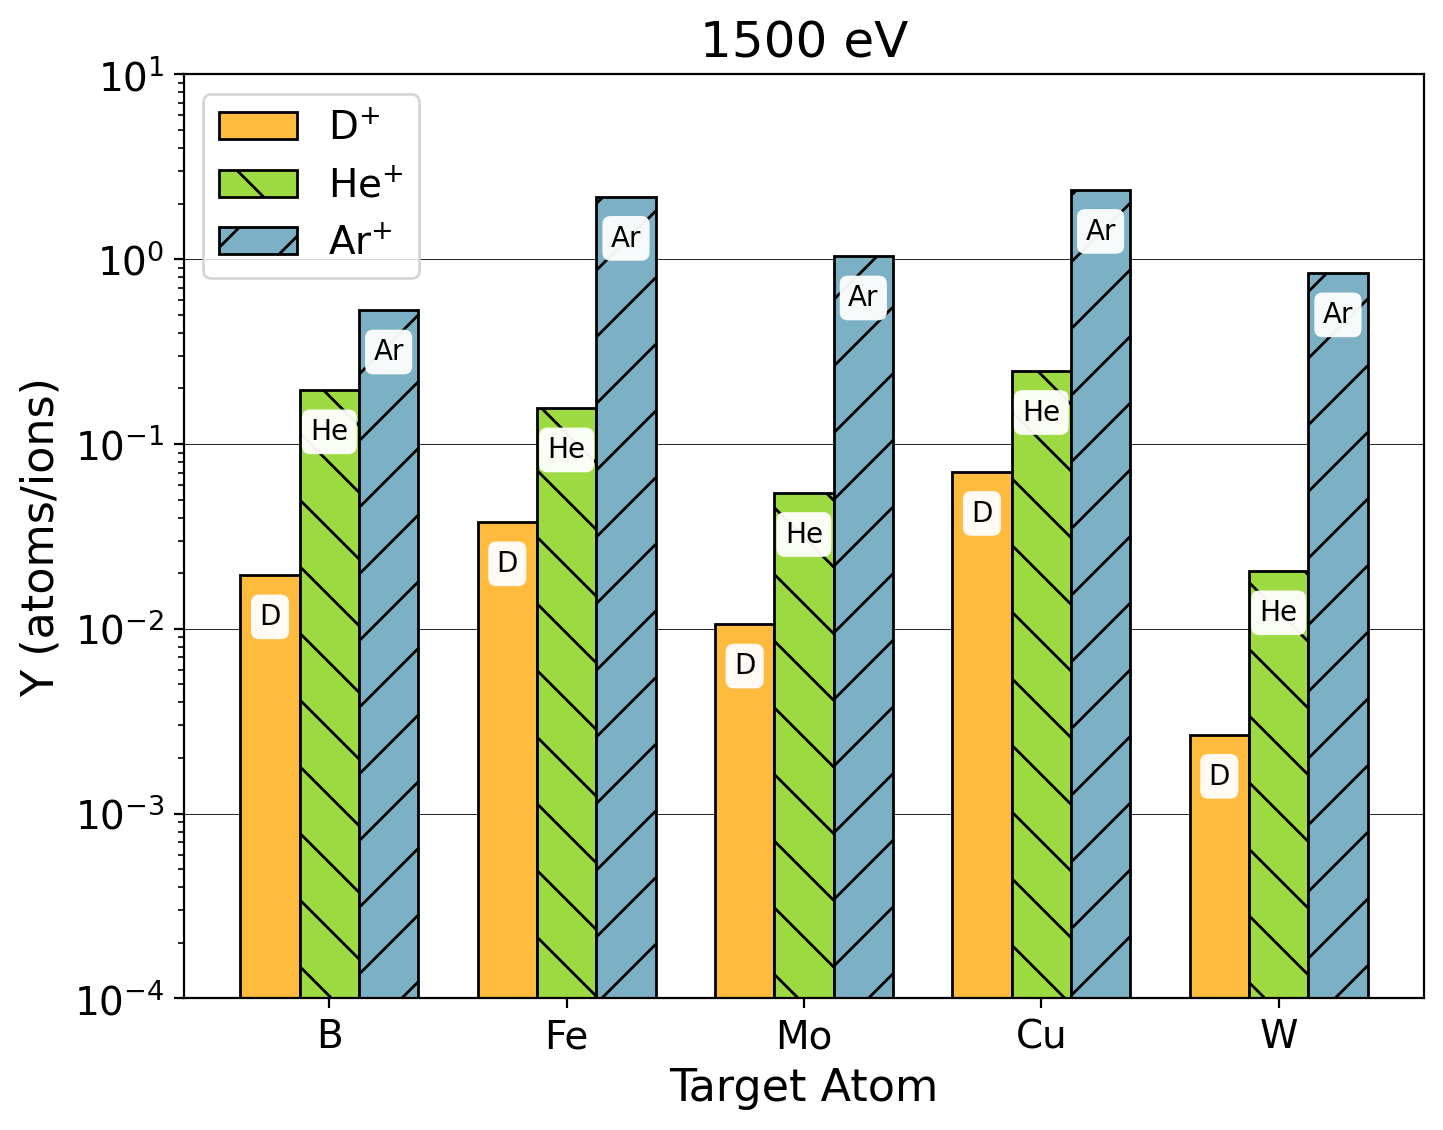 1500 eV
10¹
10⁰
10⁻¹
10⁻²
10⁻³
10⁻⁴
Y (atoms/ions)
D⁺
He⁺
Ar⁺
D
He
Ar
D
He
Ar
D
He
Ar
D
He
Ar
D
He
Ar
B Fe Mo Cu W
Target Atom